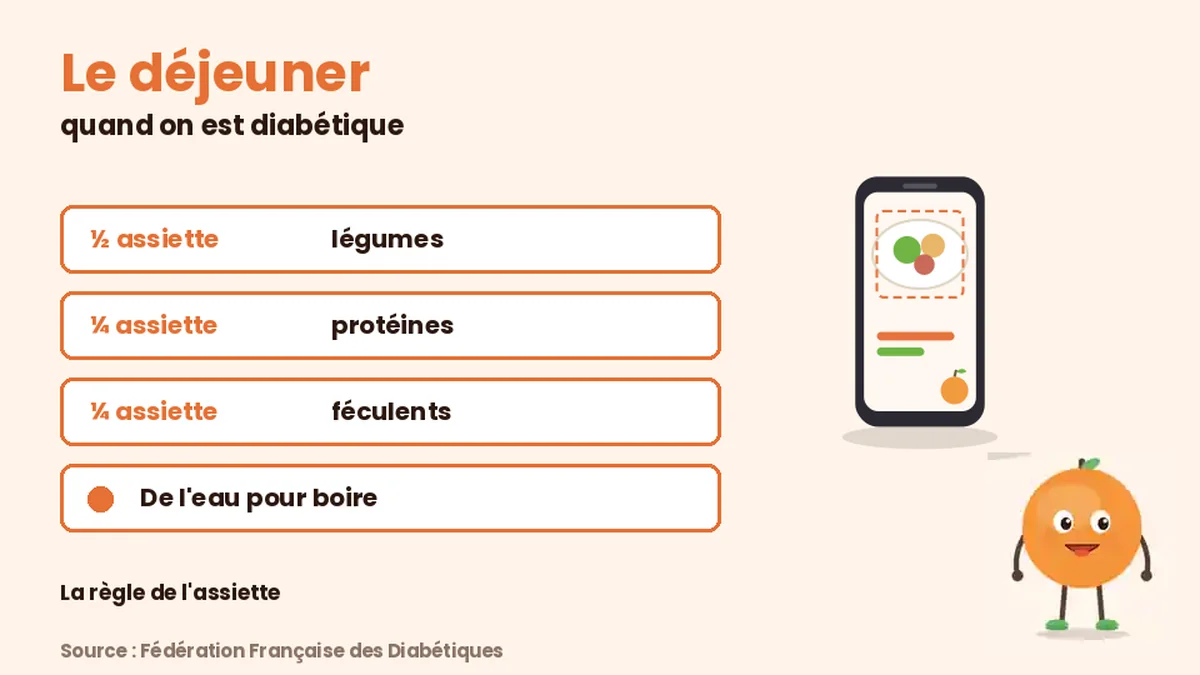 Le déjeuner
quand on est diabétique
½ assiette légumes
¼ assiette protéines
¼ assiette féculents
De l'eau pour boire
La règle de l'assiette
Source : Fédération Française des Diabétiques